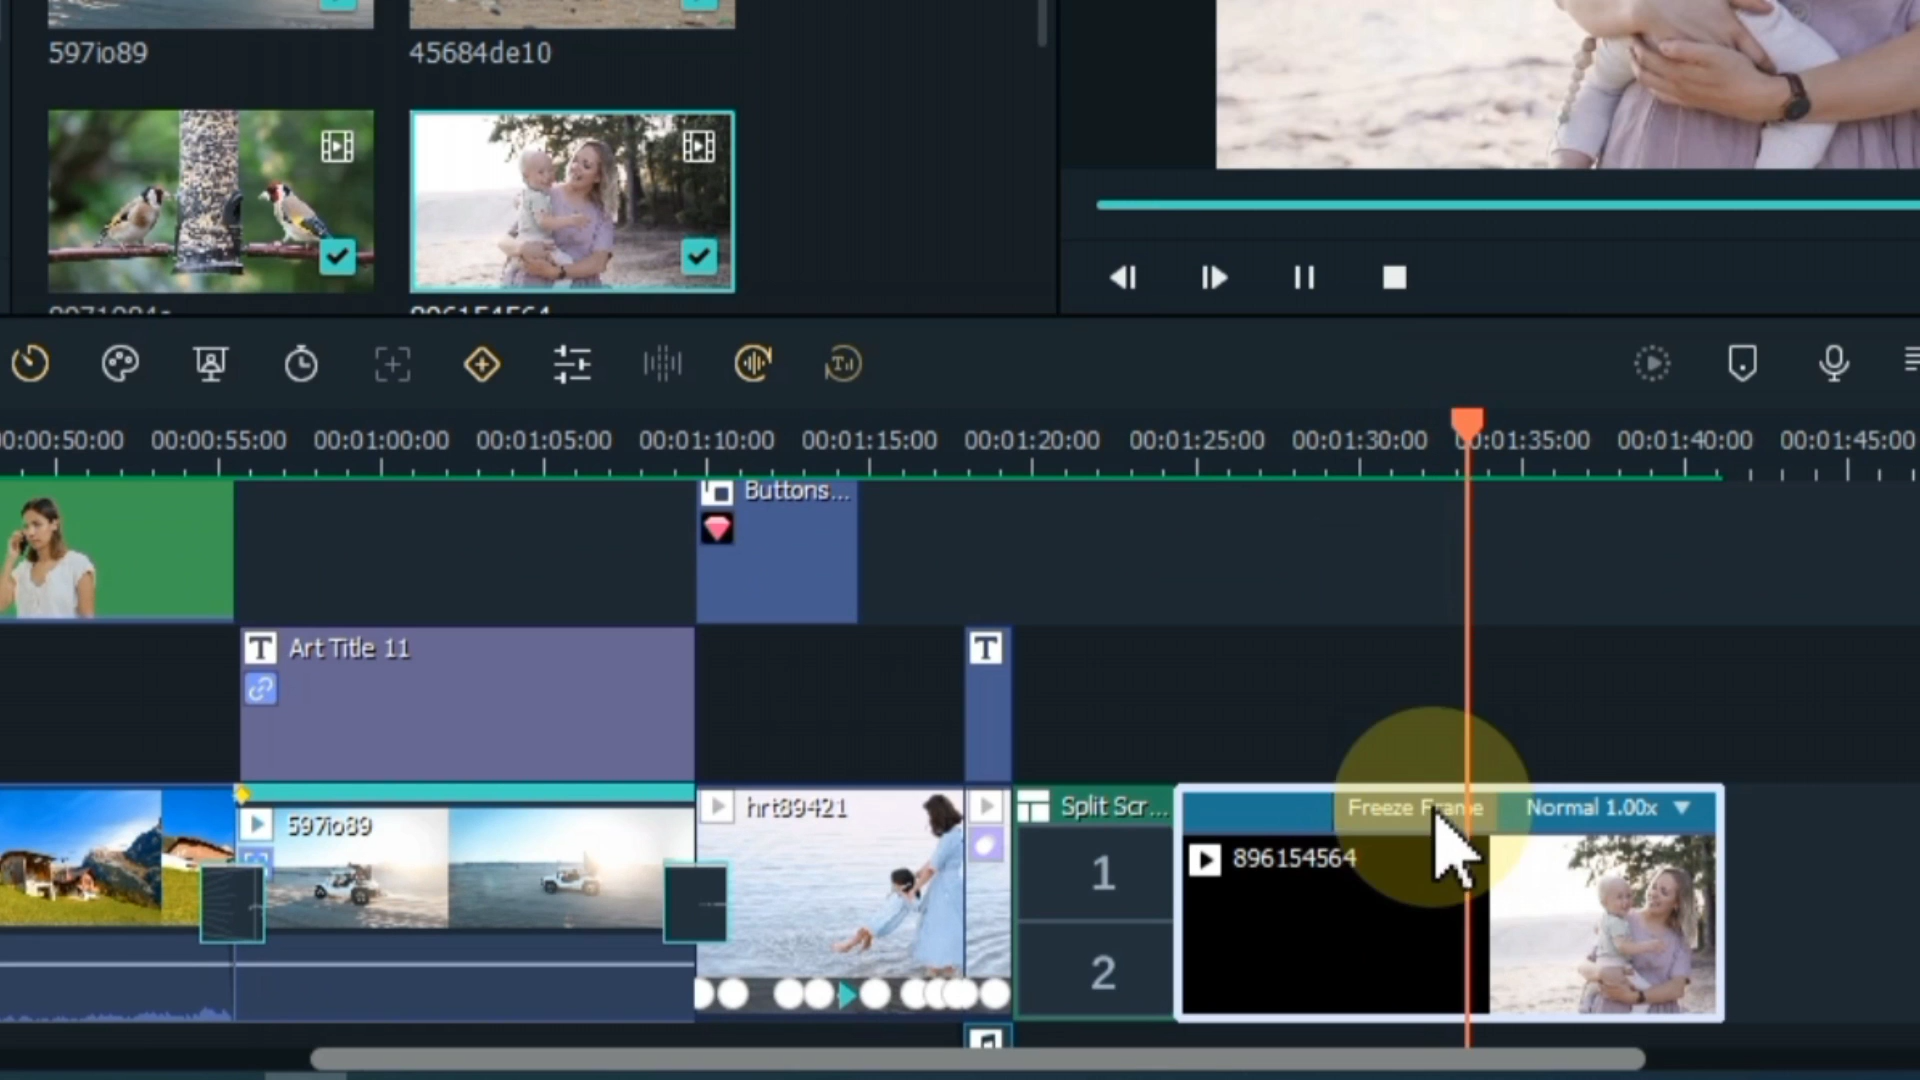 597io89
45684de10
896154564
00:00:50:00
00:00:55:00
00:01:00:00
00:01:05:00
00:01:10:00
00:01:15:00
00:01:20:00
00:01:25:00
00:01:30:00
00:01:35:00
00:01:40:00
00:01:45:00
Buttons...
T Art Title 11
T
597io89
hrt89421
Split Scr...
Freeze Frame
Normal 1.00x
896154564
1
2